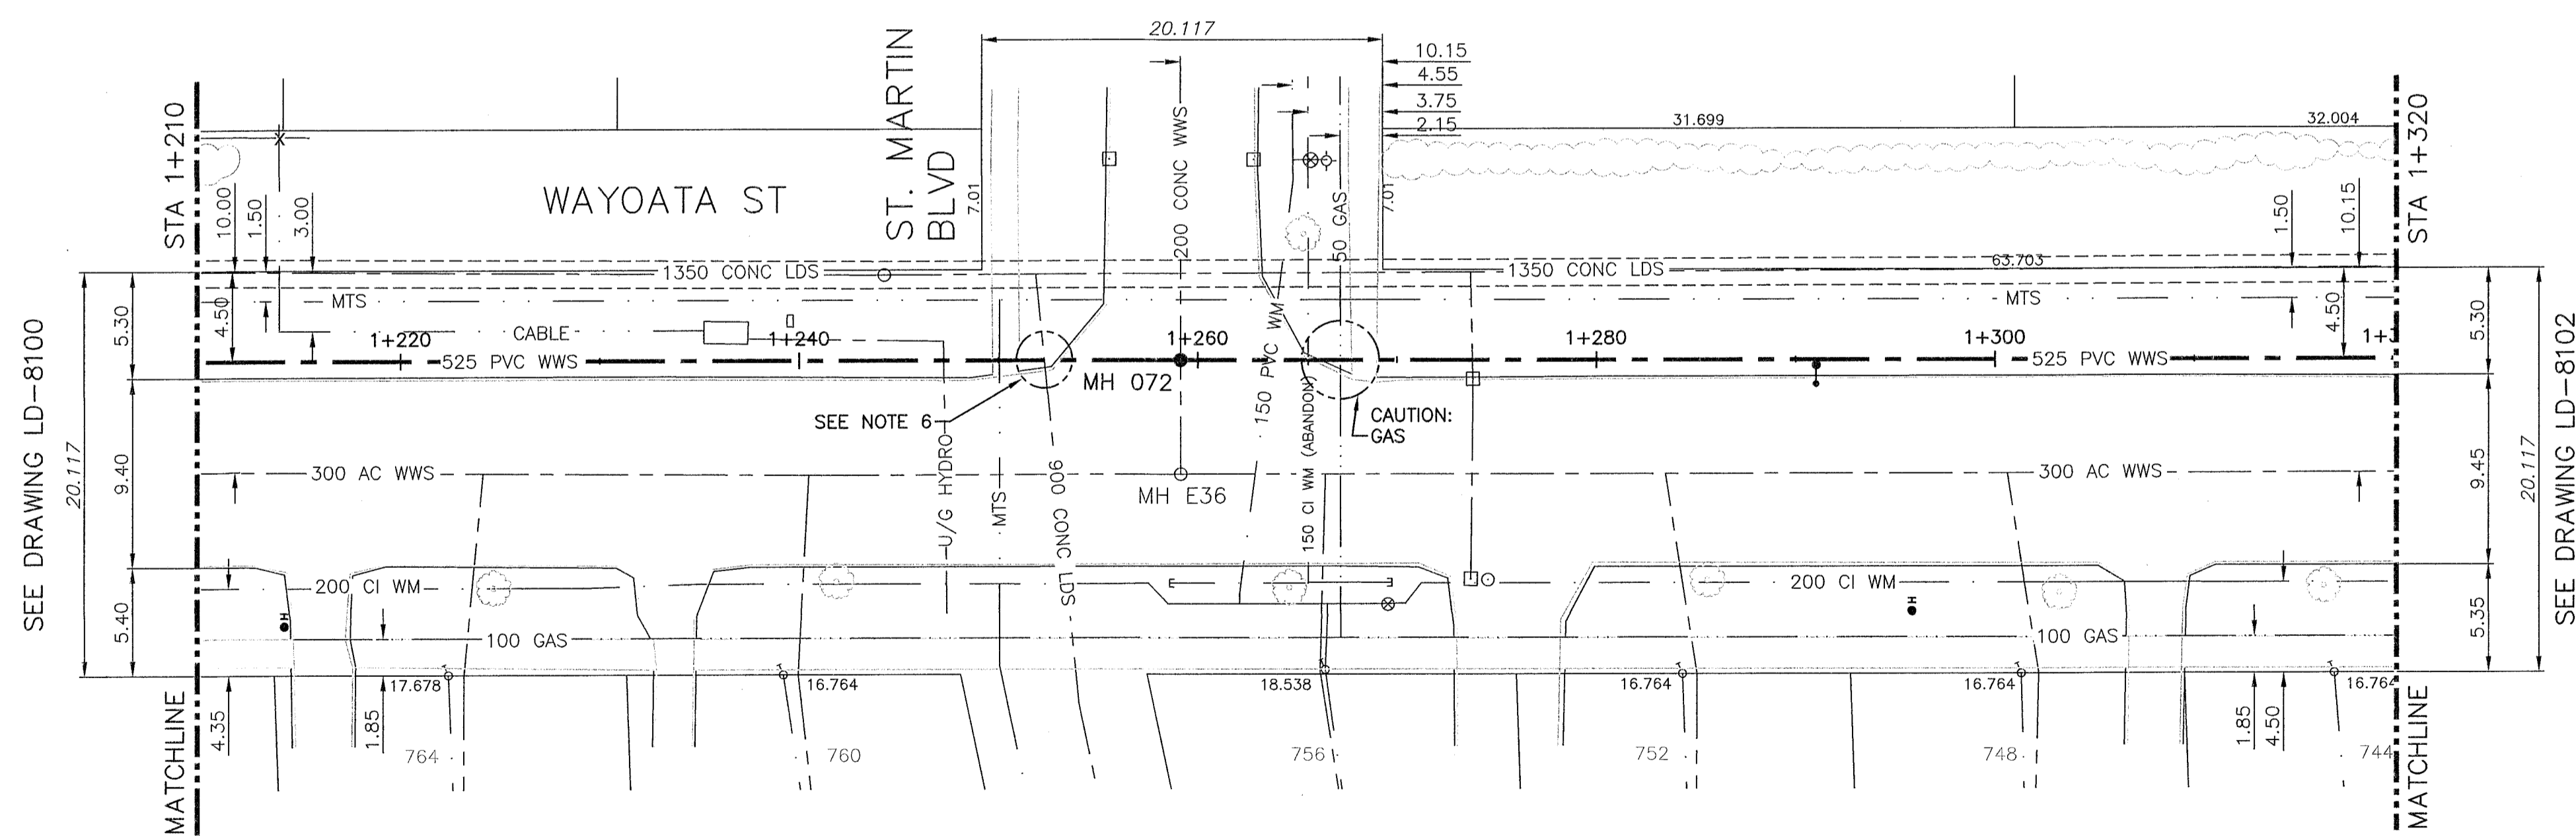 20.117
10.15
4.55
3.75
2.15
31.699
32.004
STA 1+210
ST. MARTIN
BLVD
200 CONC WWS
STA 1+320
WAYOATA ST
7.01
7.01
10.00
1.50
3.00
50 GAS
1.50
10.15
1350 CONC LDS
1350 CONC LDS
63.703
MTS
MTS
5.30
4.50
CABLE
4.50
5.30
1+220
1+240
1+260
1+280
1+300
1+3
525 PVC WWS
525 PVC WWS
MH 072
150 PVC WM
SEE NOTE 6
CAUTION:
GAS
SEE DRAWING LD-8100
SEE DRAWING LD-8102
20.117
9.40
300 AC WWS
U/G HYDRO
MTS
900 CONC LDS
MH E36
150 CI WM (ABANDON)
300 AC WWS
9.45
20.117
5.40
200 CI WM
200 CI WM
5.35
H
H
100 GAS
100 GAS
17.678
16.764
18.538
16.764
16.764
16.764
MATCHLINE
4.35
1.85
764
760
756
752
748
744
1.85
4.50
MATCHLINE